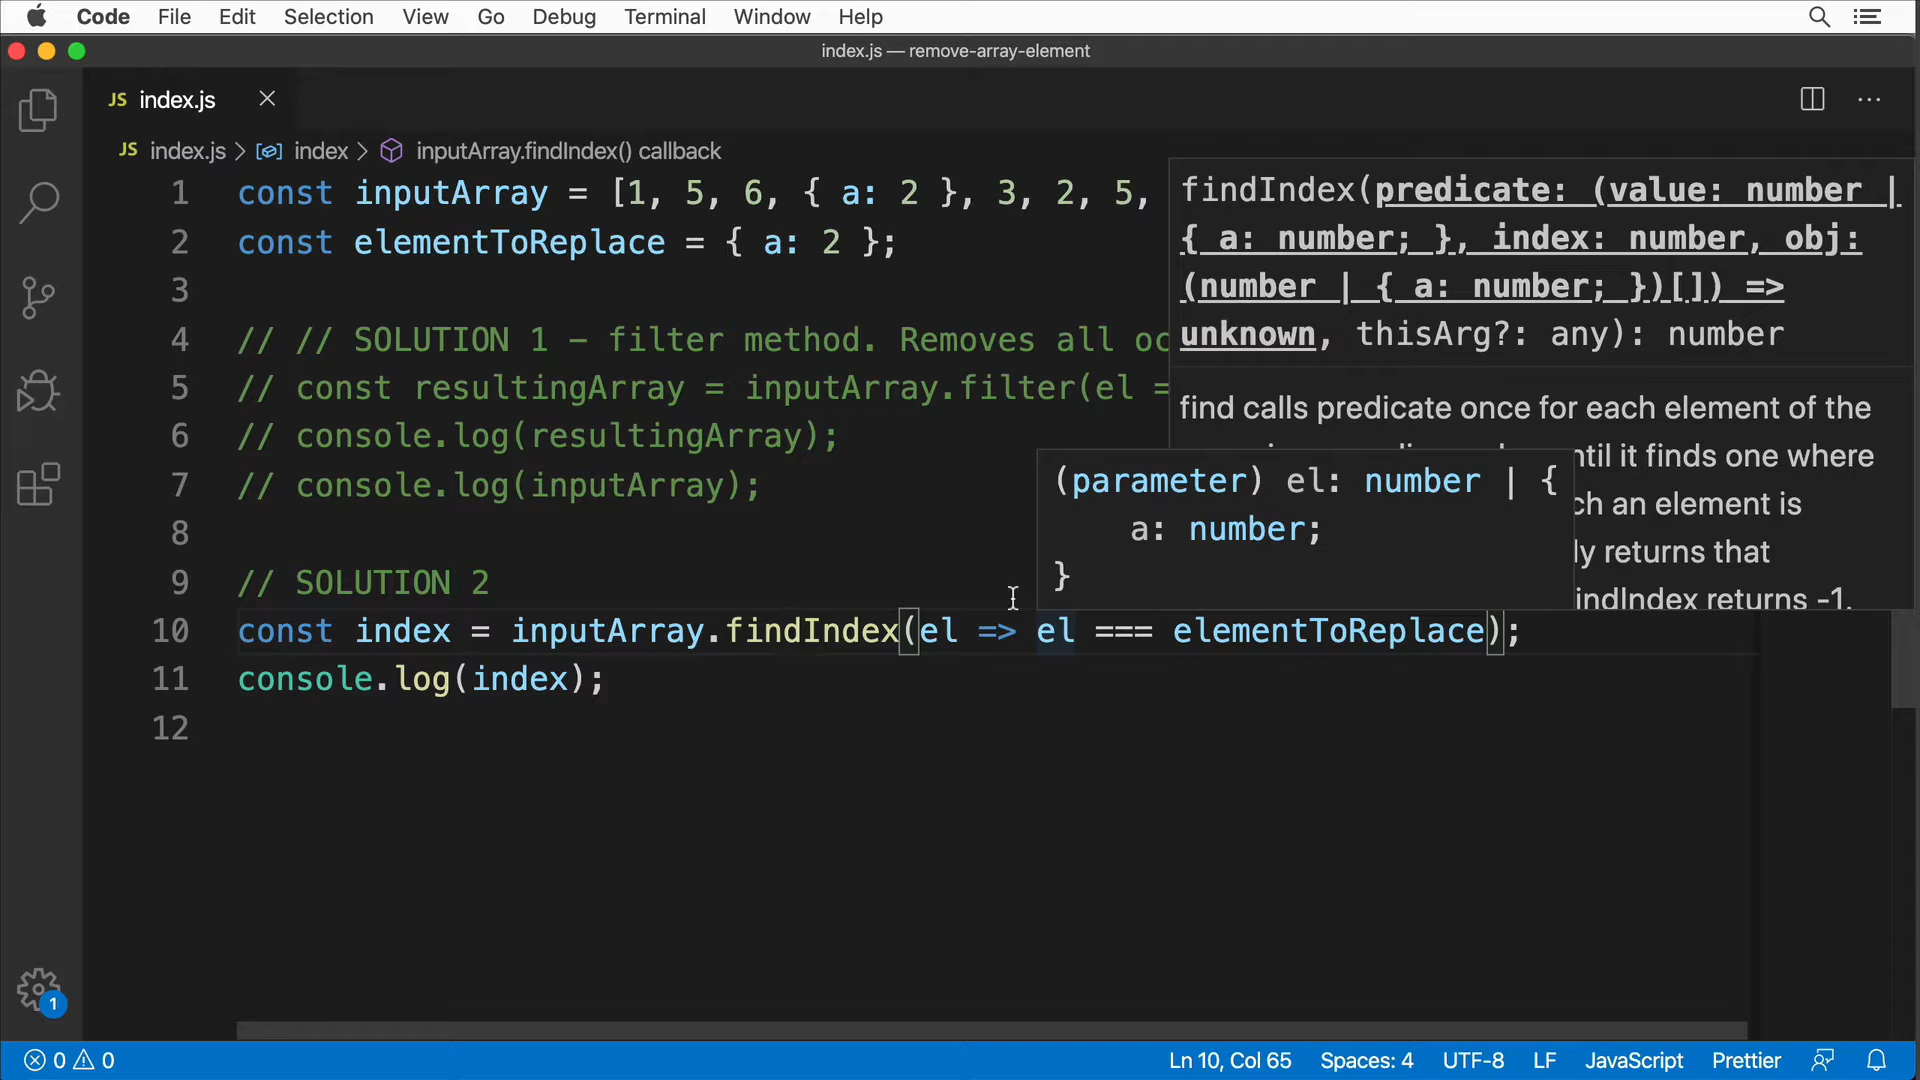 Code File Edit Selection View Go Debug Terminal Window Help
index.js — remove-array-element
JS index.js
JS index.js > index > inputArray.findIndex() callback
1 const inputArray = [1, 5, 6, { a: 2 }, 3, 2, 5,
2 const elementToReplace = { a: 2 };
3
4 // // SOLUTION 1 – filter method. Removes all oc
5 // const resultingArray = inputArray.filter(el =
6 // console.log(resultingArray);
7 // console.log(inputArray);
8
9 // SOLUTION 2
10 const index = inputArray.findIndex(el => el === elementToReplace);
11 console.log(index);
12
findIndex(predicate: (value: number |
{ a: number; }, index: number, obj:
(number | { a: number; })[]) =>
unknown, thisArg?: any): number
find calls predicate once for each element of the
ntil it finds one where
ch an element is
ly returns that
indIndex returns -1.
(parameter) el: number | {
a: number;
}
1
0 0
Ln 10, Col 65 Spaces: 4 UTF-8 LF JavaScript Prettier